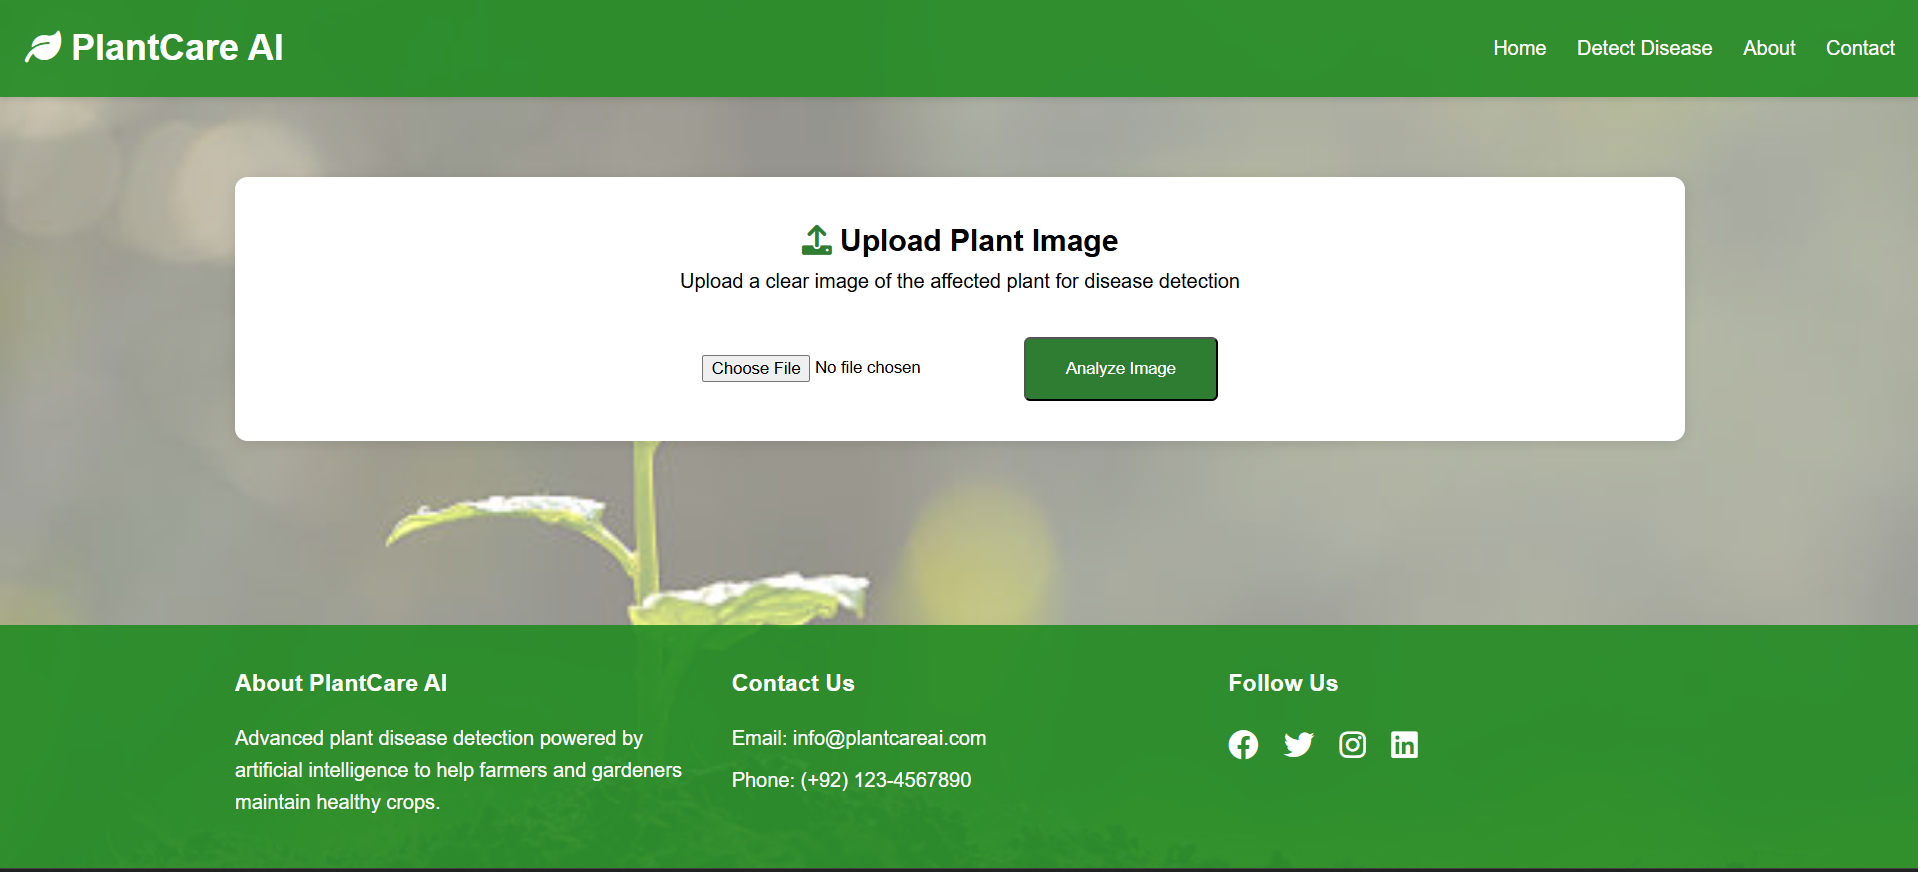 PlantCare AI
Home
Detect Disease
About
Contact
Upload Plant Image
Upload a clear image of the affected plant for disease detection
Choose File No file chosen
Analyze Image
About PlantCare AI
Advanced plant disease detection powered by
artificial intelligence to help farmers and gardeners
maintain healthy crops.
Contact Us
Email: info@plantcareai.com
Phone: (+92) 123-4567890
Follow Us